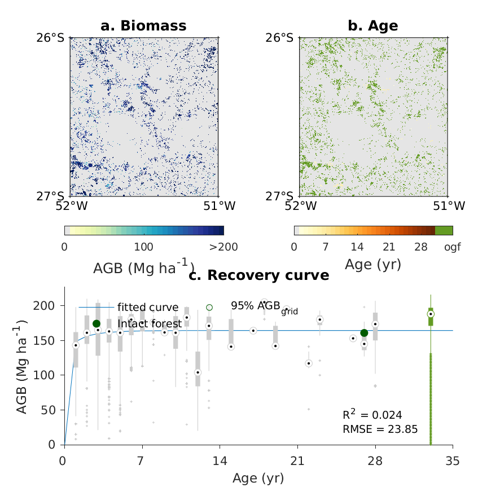 a. Biomass
b. Age
26°S
26°S
27°S
27°S
52°W
51°W
52°W
51°W
0
100
>200
0
7
14
21
28
ogf
AGB (Mg ha⁻¹)
Age (yr)
c. Recovery curve
fitted curve
95% AGB_grid
Intact forest
200
150
100
50
0
AGB (Mg ha⁻¹)
R² = 0.024
RMSE = 23.85
0
7
14
21
28
35
Age (yr)